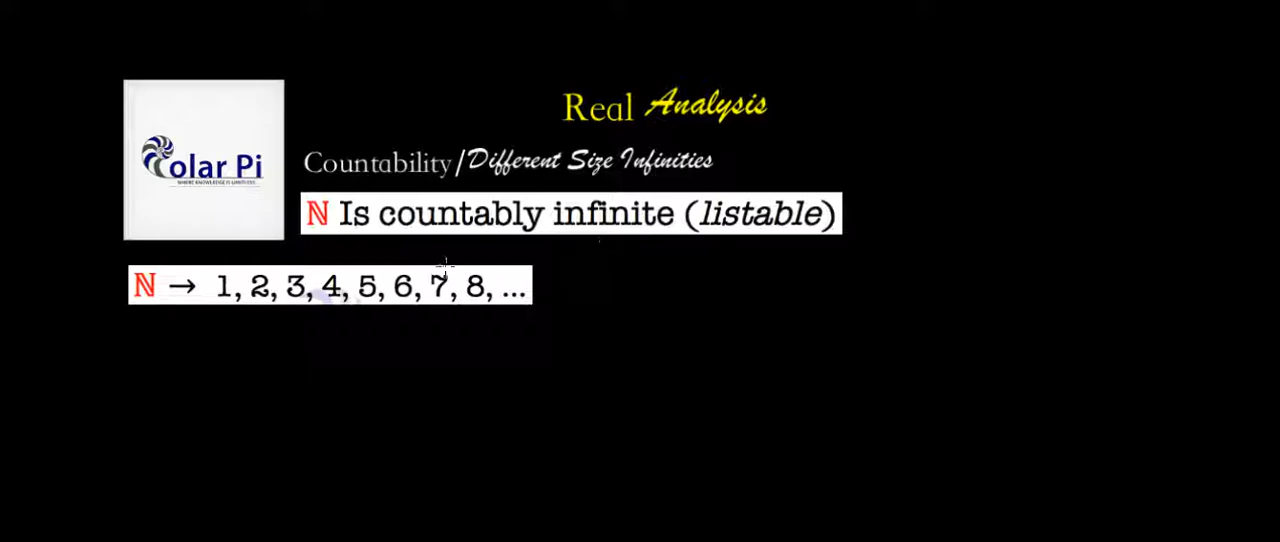 Real Analysis
olar Pi
WHERE KNOWLEDGE IS LIMITLESS
Countability/Different Size Infinities
ℕ Is countably infinite (listable)
ℕ → 1, 2, 3, 4, 5, 6, 7, 8, ...